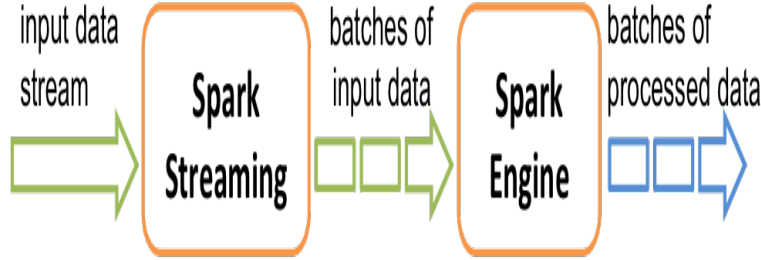 input data
stream
Spark
Streaming
batches of
input data
Spark
Engine
batches of
processed data